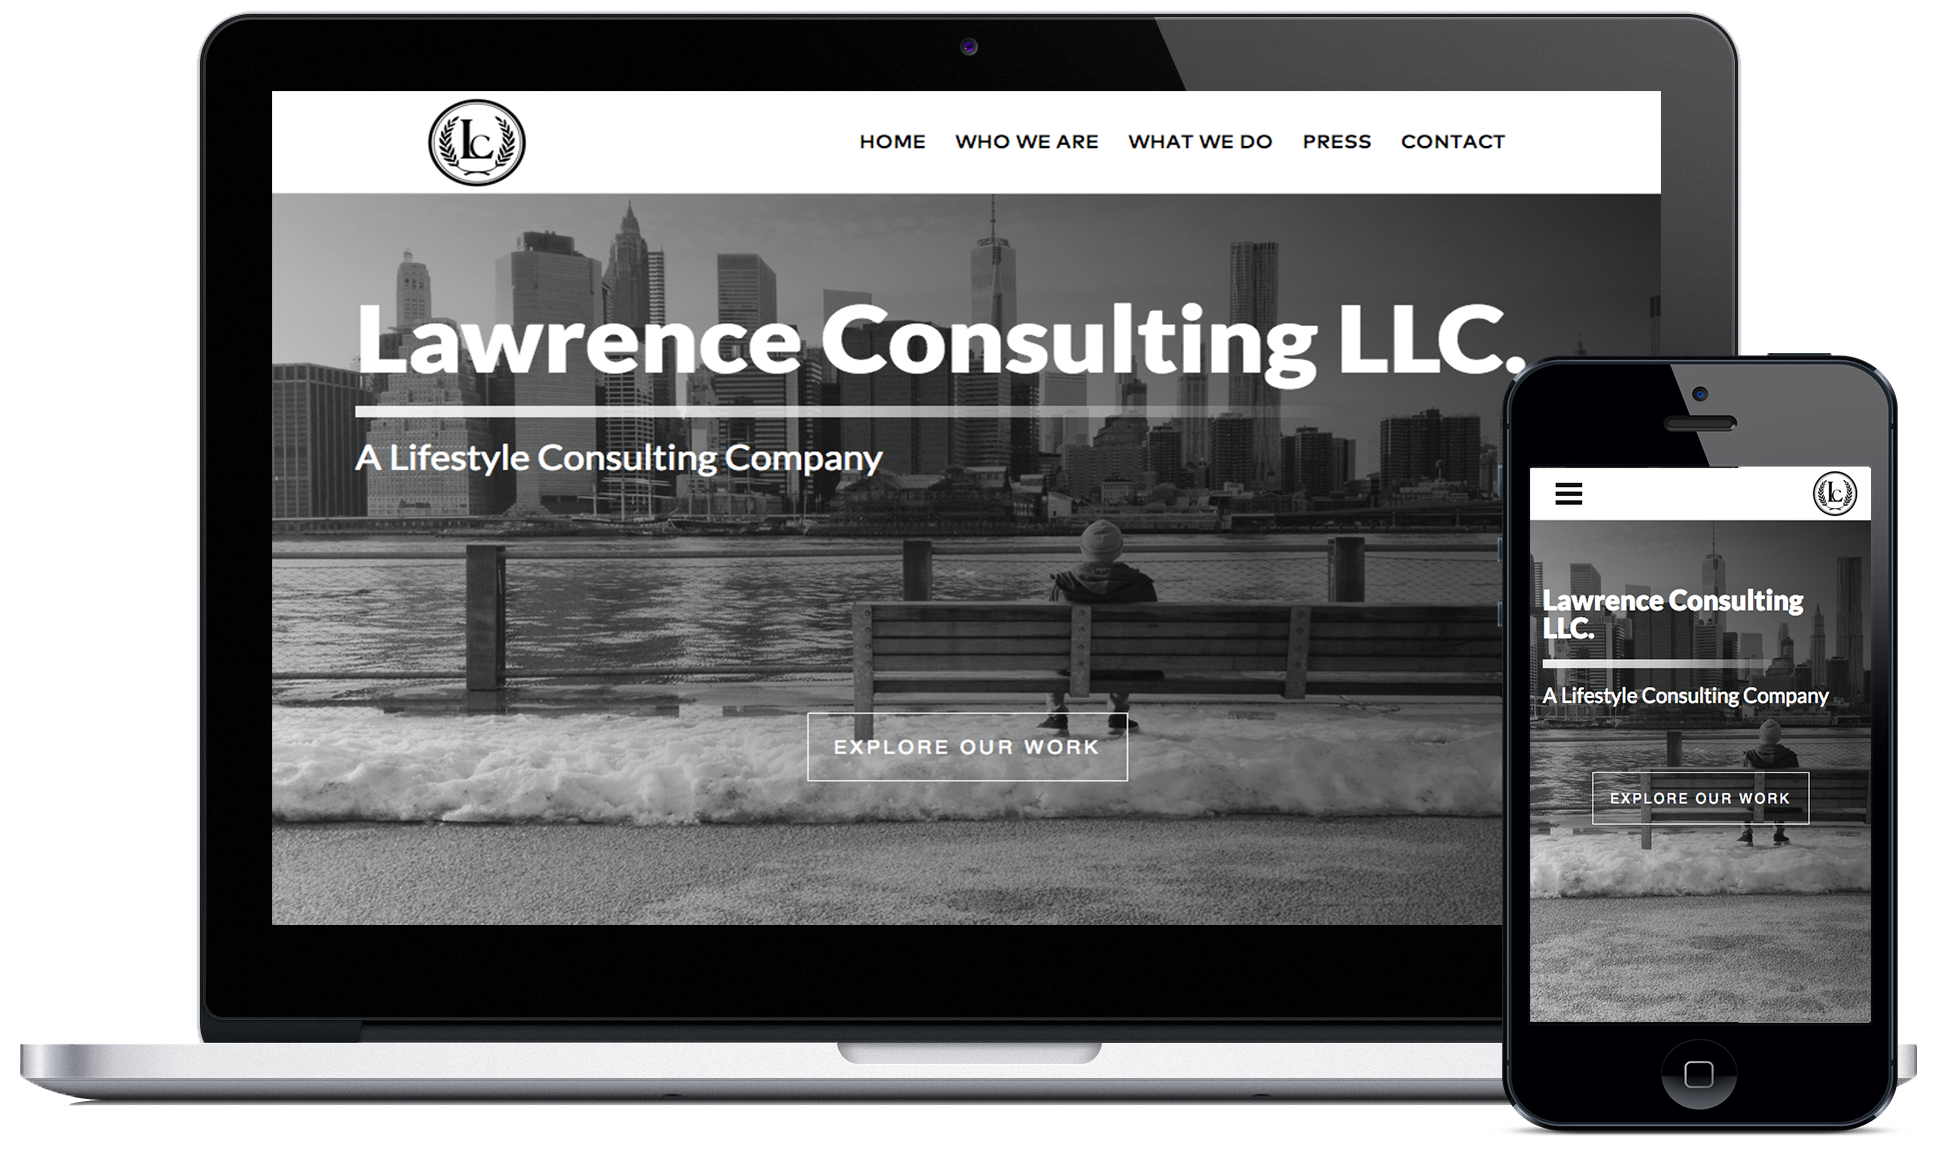 LC
HOME WHO WE ARE WHAT WE DO PRESS CONTACT
Lawrence Consulting LLC.
A Lifestyle Consulting Company
EXPLORE OUR WORK
LC
Lawrence Consulting
LLC.
A Lifestyle Consulting Company
EXPLORE OUR WORK